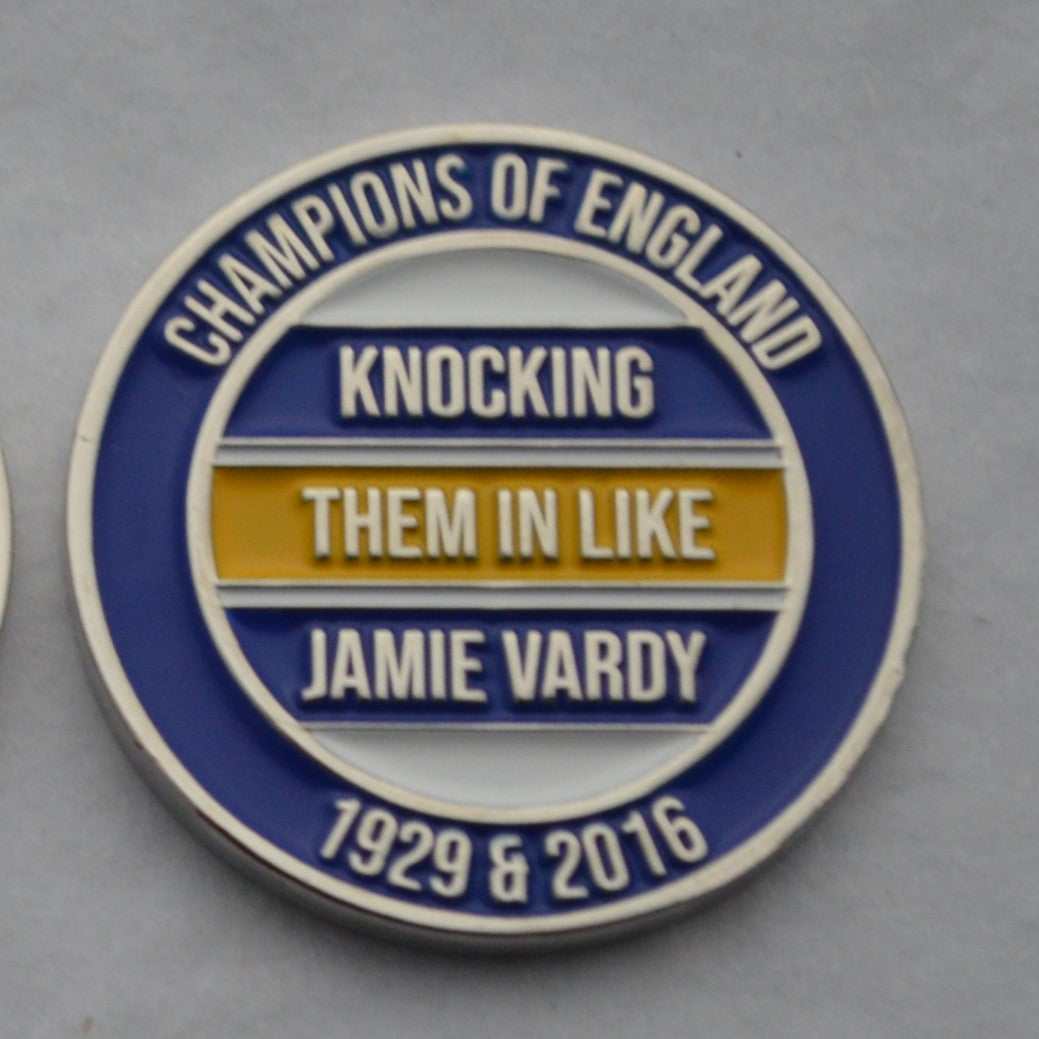 CHAMPIONS OF ENGLAND
KNOCKING
THEM IN LIKE
JAMIE VARDY
1929 & 2016